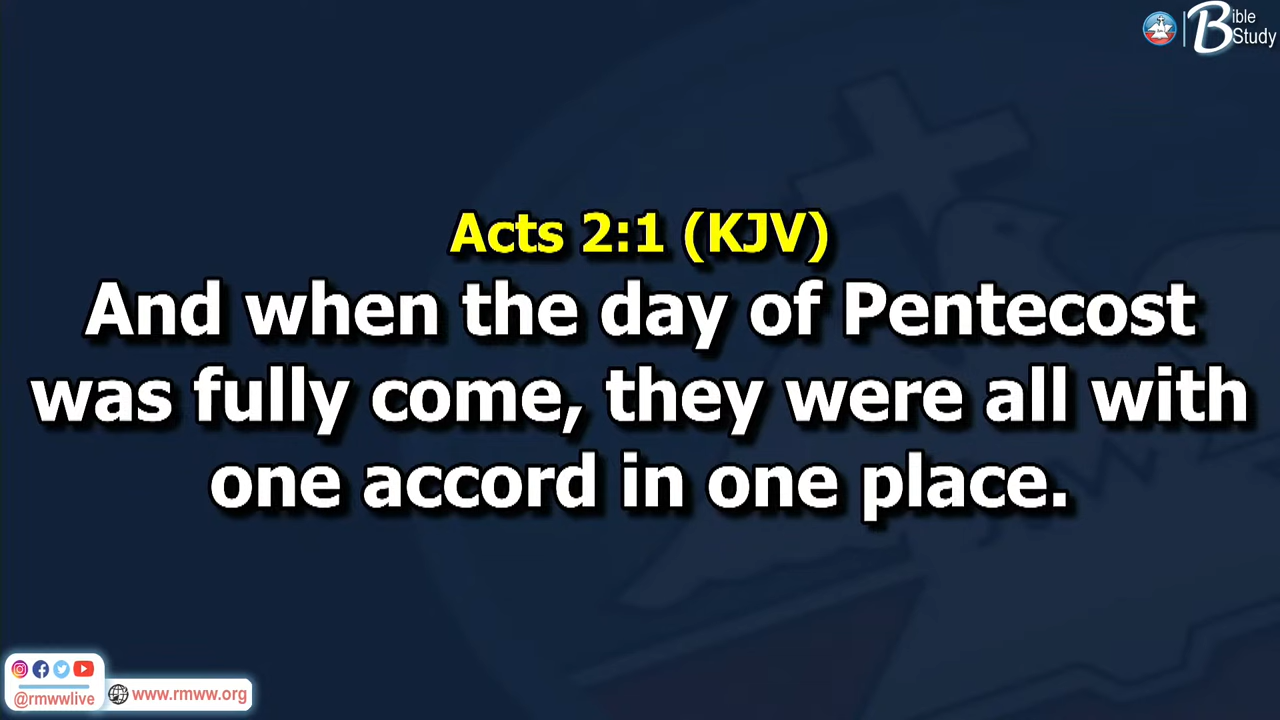 Bible
Study
Acts 2:1 (KJV)
And when the day of Pentecost
was fully come, they were all with
one accord in one place.
@rmwwlive
www.rmww.org